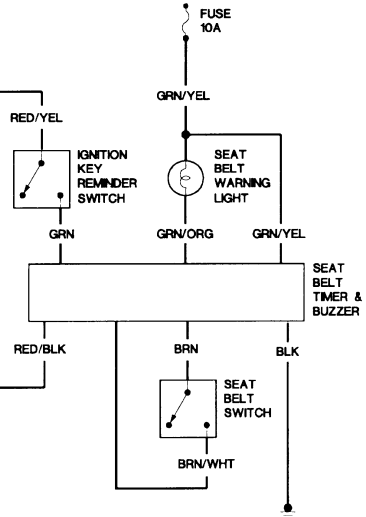 FUSE
10A
GRN/YEL
RED/YEL
IGNITION
KEY
REMINDER
SWITCH
SEAT
BELT
WARNING
LIGHT
GRN
GRN/ORG
GRN/YEL
SEAT
BELT
TIMER &
BUZZER
RED/BLK
BRN
BLK
SEAT
BELT
SWITCH
BRN/WHT